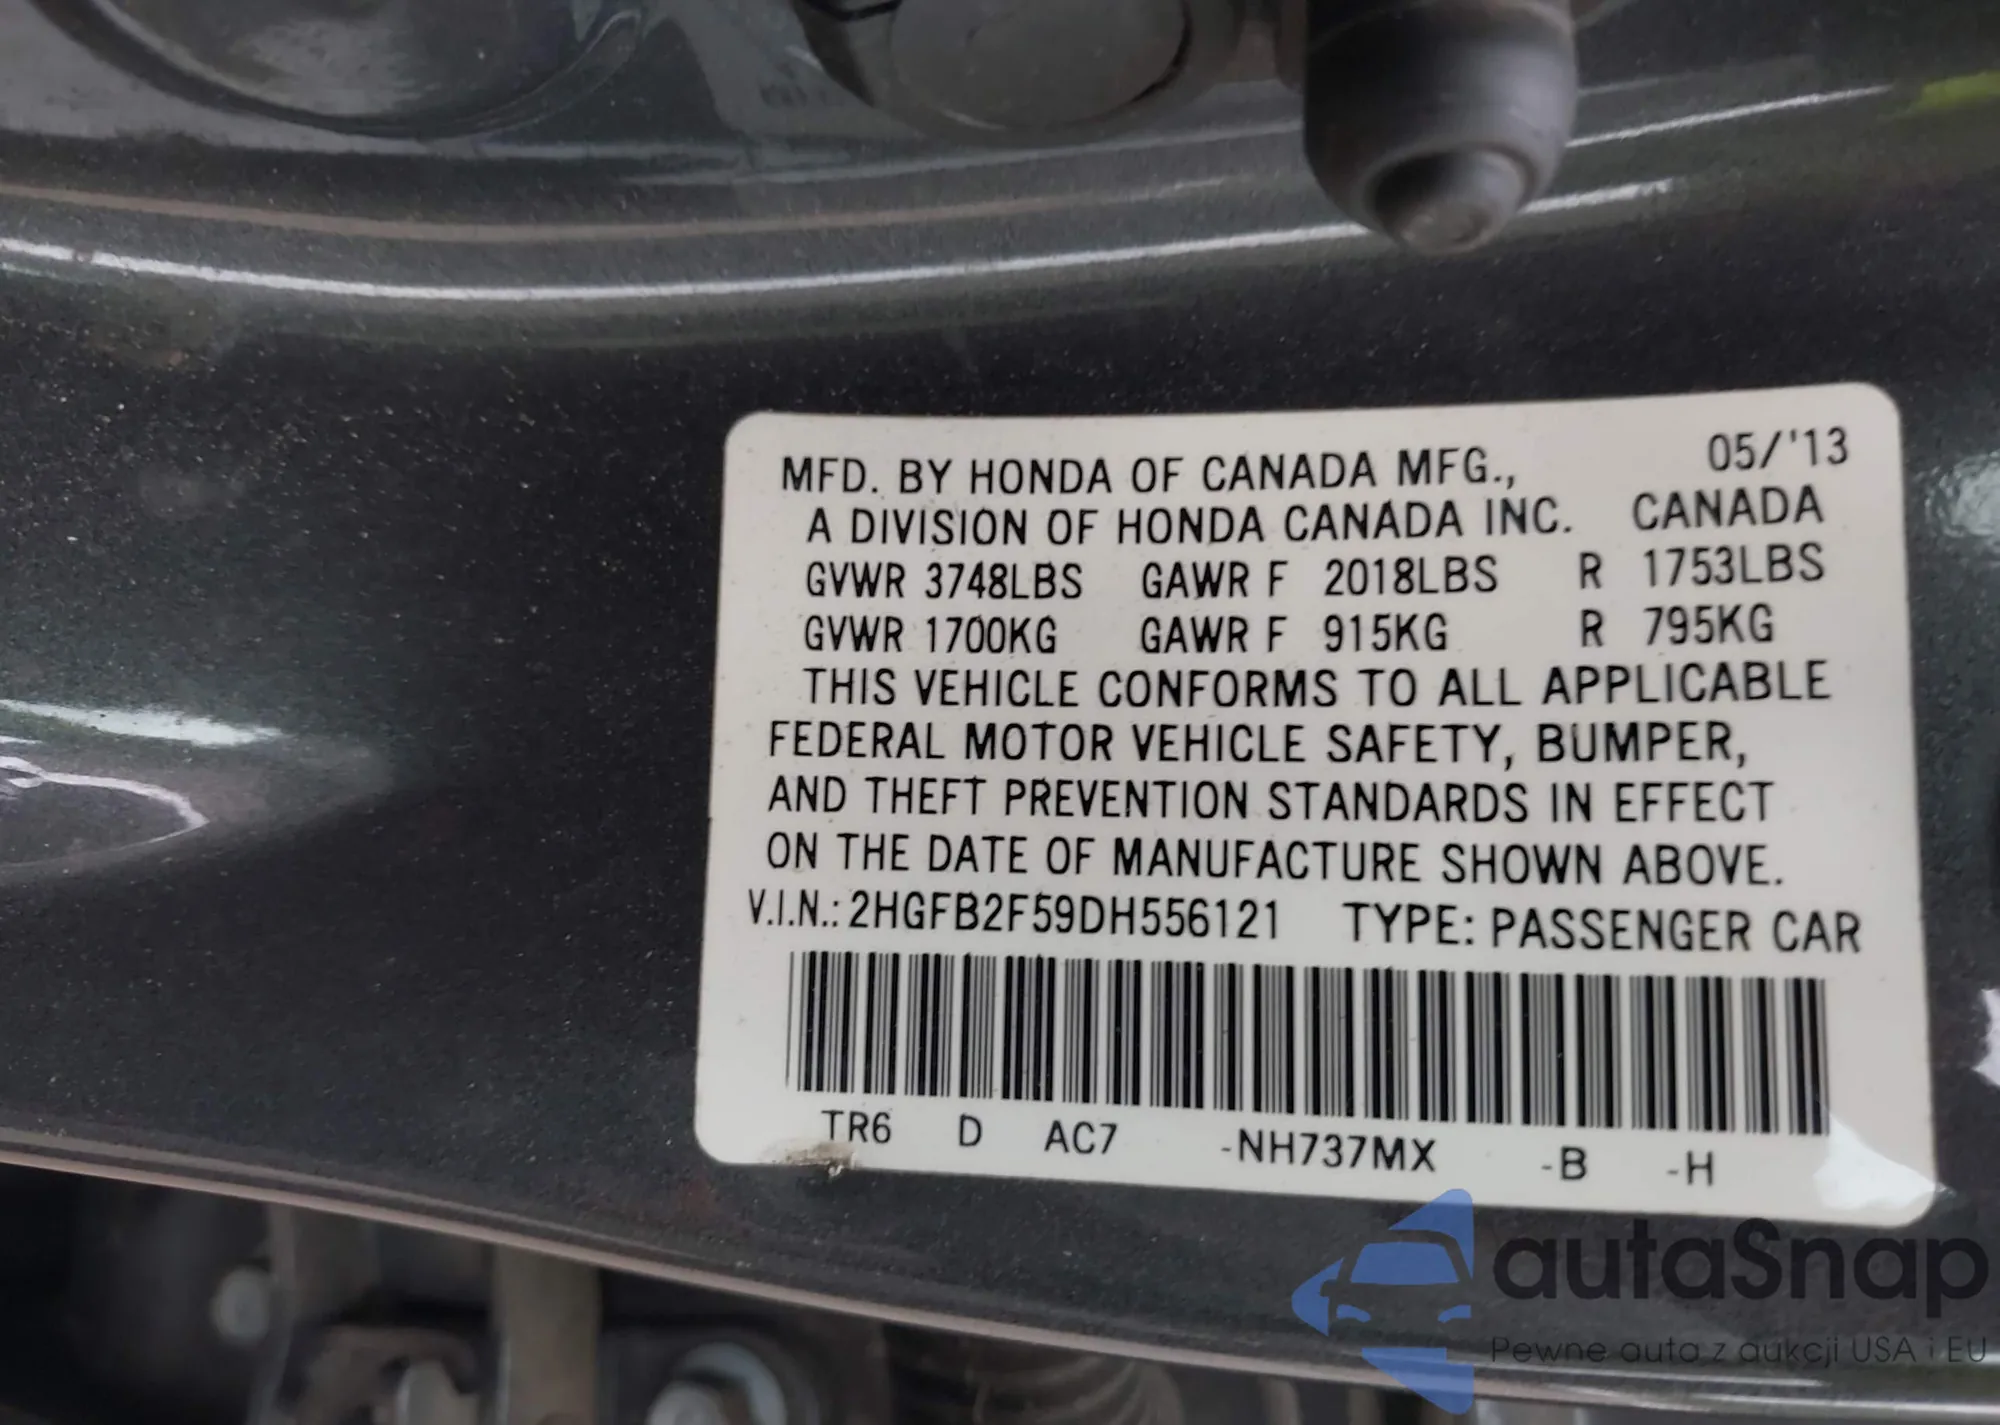 MFD. BY HONDA OF CANADA MFG., 05/'13
A DIVISION OF HONDA CANADA INC. CANADA
GVWR 3748LBS GAWR F 2018LBS R 1753LBS
GVWR 1700KG GAWR F 915KG R 795KG
THIS VEHICLE CONFORMS TO ALL APPLICABLE
FEDERAL MOTOR VEHICLE SAFETY, BUMPER,
AND THEFT PREVENTION STANDARDS IN EFFECT
ON THE DATE OF MANUFACTURE SHOWN ABOVE.
V.I.N.: 2HGFB2F59DH556121 TYPE: PASSENGER CAR
TR6 D AC7 -NH737MX -B -H
autaSnap
Pewne auta z aukcji USA i EU